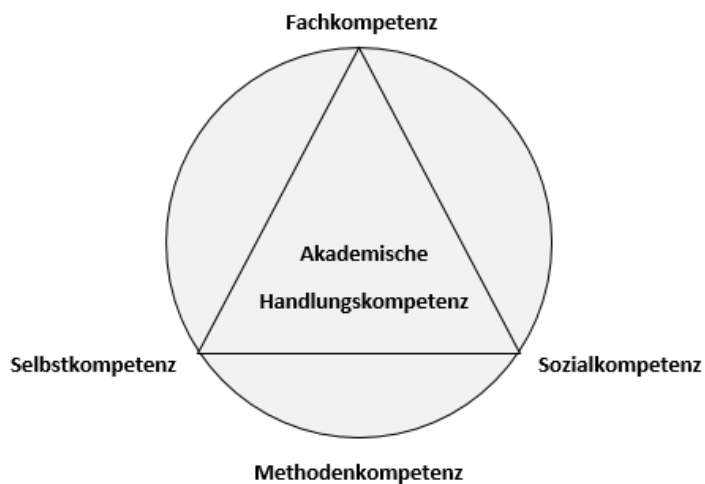 Fachkompetenz
Akademische
Handlungskompetenz
Selbstkompetenz
Sozialkompetenz
Methodenkompetenz